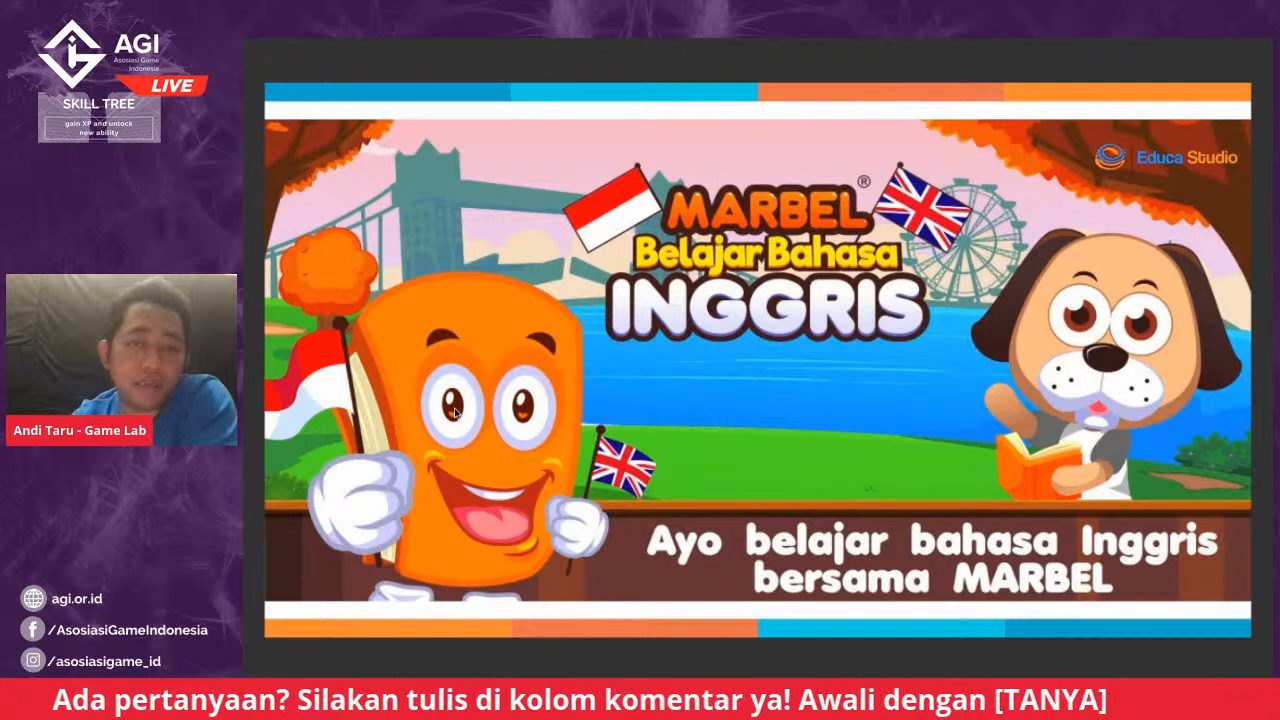 AGI
Asosiasi Game
Indonesia
LIVE
SKILL TREE
gain XP and unlock
new ability
Educa Studio
MARBEL ®
Belajar Bahasa
INGGRIS
Andi Taru - Game Lab
Ayo belajar bahasa Inggris
bersama MARBEL
agi.or.id
/AsosiasiGameIndonesia
/asosiasigame_id
Ada pertanyaan? Silakan tulis di kolom komentar ya! Awali dengan [TANYA]